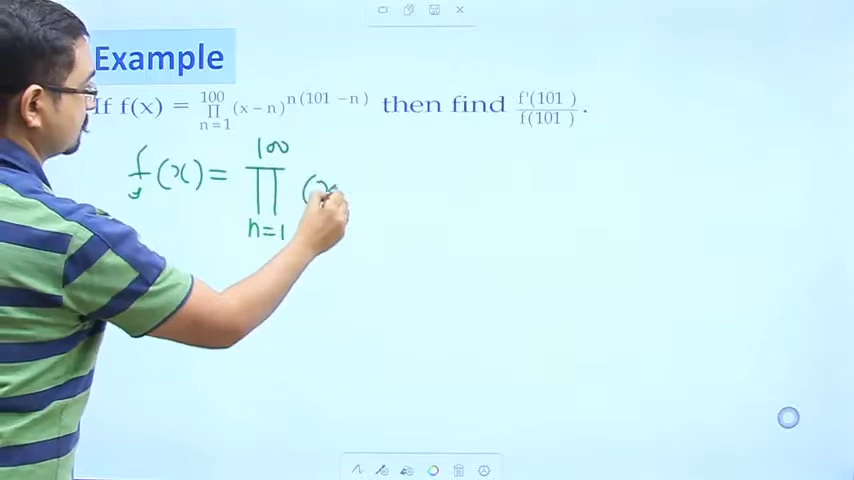 Example
If f(x) = ∏_{n=1}^{100} (x – n)^{n(101 – n)} then find f'(101)/f(101).
f(x) = ∏_{n=1}^{100} (x